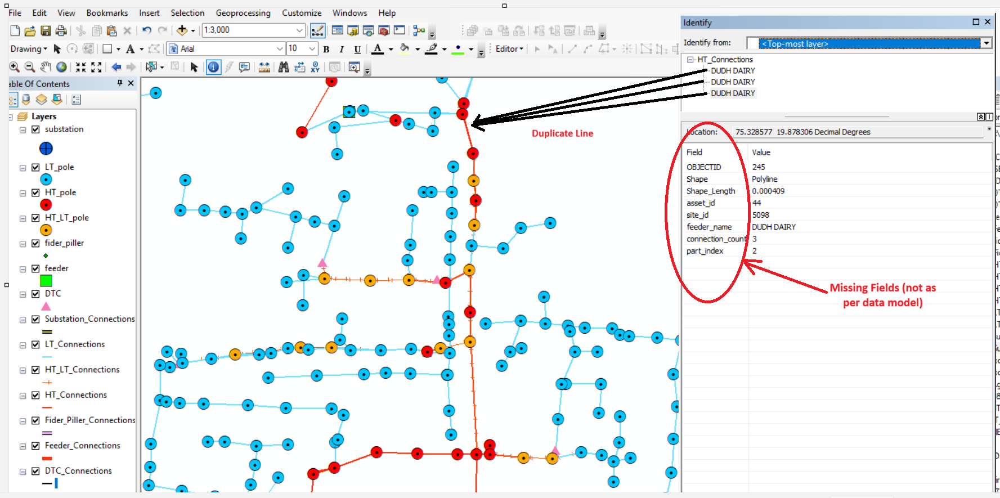 File Edit View Bookmarks Insert Selection Geoprocessing Customize Windows Help
1:3,000
Drawing Arial 10 B I U A Editor
XY
able Of Contents
Layers
substation
LT_pole
HT_pole
HT_LT_pole
fider_piller
feeder
DTC
Substation_Connections
LT_Connections
HT_LT_Connections
HT_Connections
Fider_Piller_Connections
Feeder_Connections
DTC_Connections
Duplicate Line
Identify
Identify from: <Top-most layer>
HT_Connections
DUDH DAIRY
DUDH DAIRY
DUDH DAIRY
Location: 75.328577 19.878306 Decimal Degrees
Field Value
OBJECTID 245
Shape Polyline
Shape_Length 0.000409
asset_id 44
site_id 5098
feeder_name DUDH DAIRY
connection_count 3
part_index 2
Missing Fields (not as
per data model)